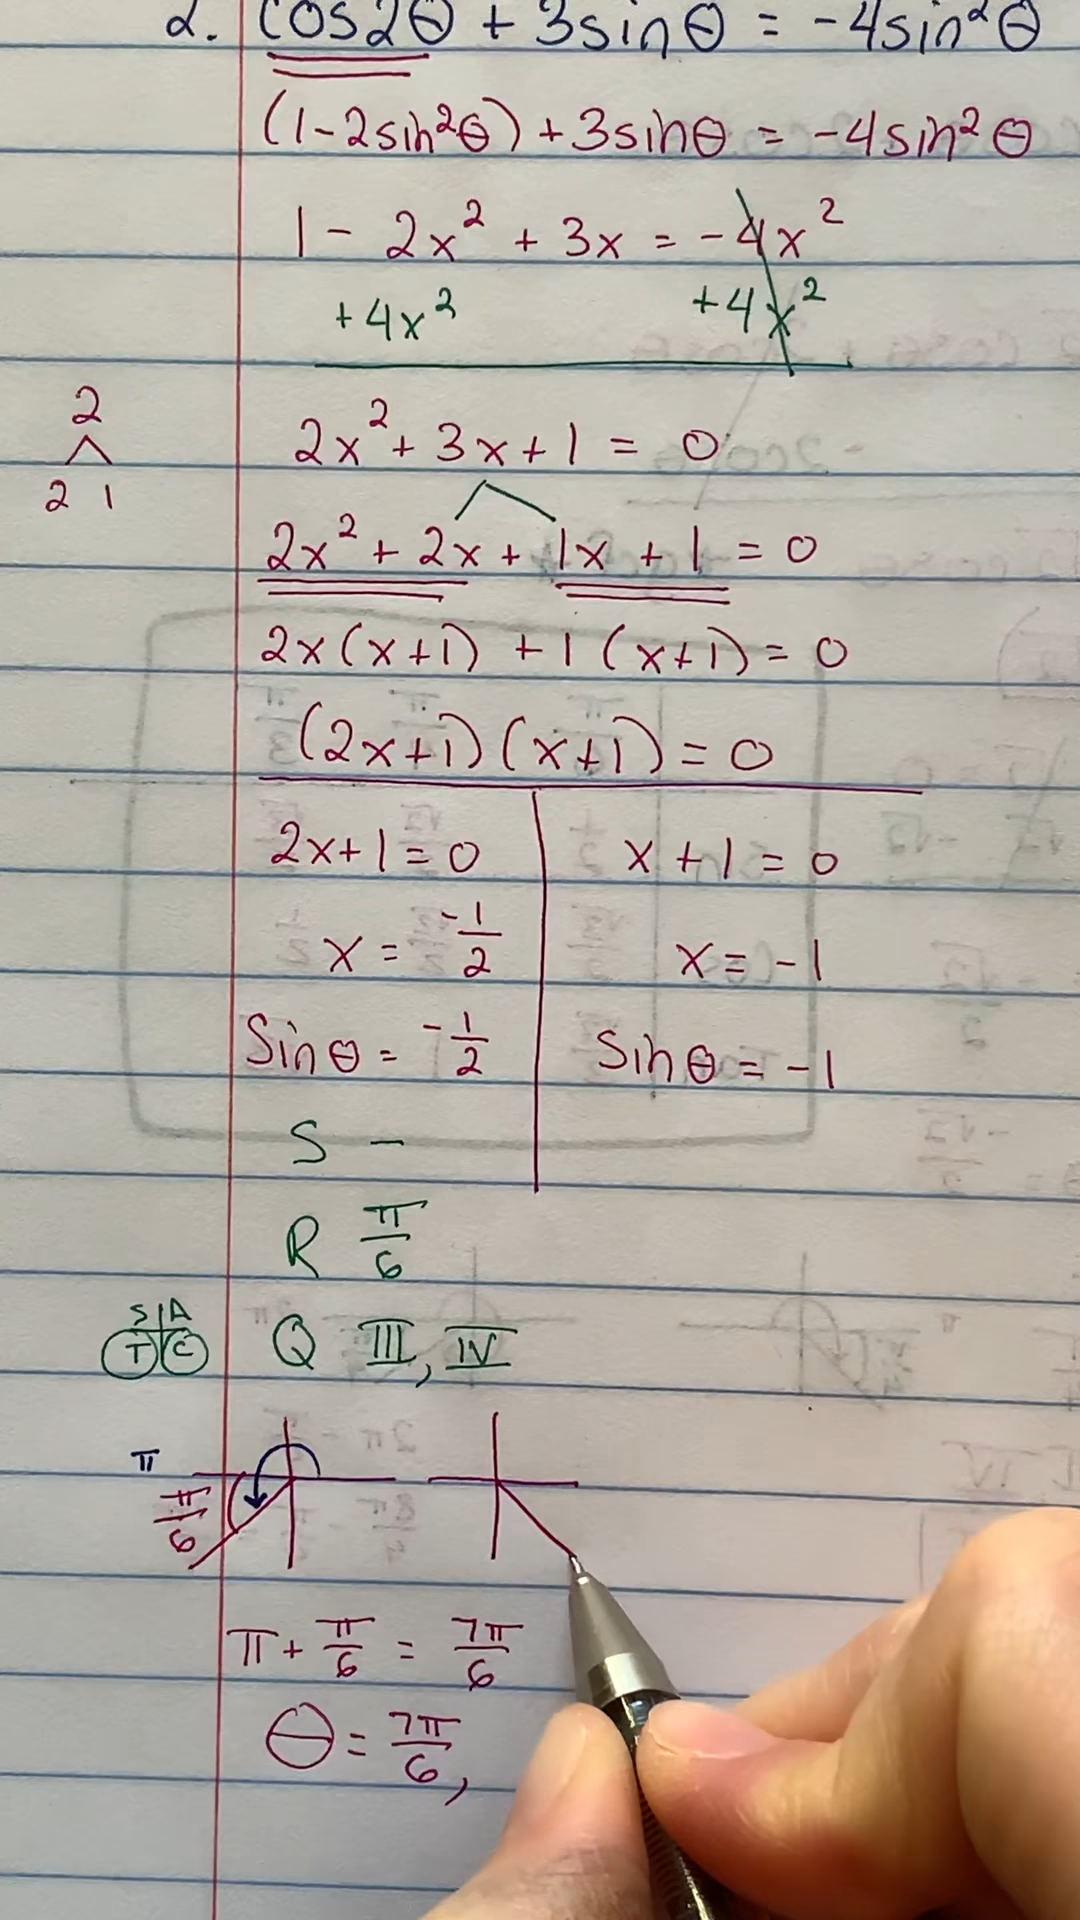 2. cos2θ + 3sinθ = -4sin²θ
(1-2sin²θ) + 3sinθ = -4sin²θ
1 - 2x² + 3x = -4x²
+4x² +4x²
2
2 1
2x² + 3x + 1 = 0
2x² + 2x + 1x + 1 = 0
2x(x+1) + 1(x+1) = 0
(2x+1)(x+1) = 0
2x+1 = 0
x + 1 = 0
x = -1/2
x = -1
Sinθ = -1/2
Sinθ = -1
S -
R π/6
S A
T C
Q III, IV
π
π/6
π + π/6 = 7π/6
θ = 7π/6,